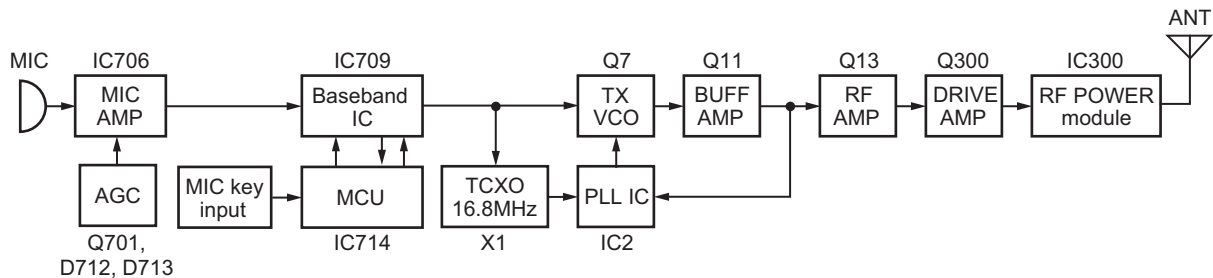 MIC
IC706
MIC
AMP
AGC
Q701,
D712, D713
IC709
Baseband
IC
MIC key
input
MCU
IC714
TCXO
16.8MHz
X1
Q7
TX
VCO
PLL IC
IC2
Q11
BUFF
AMP
Q13
RF
AMP
Q300
DRIVE
AMP
IC300
RF POWER
module
ANT